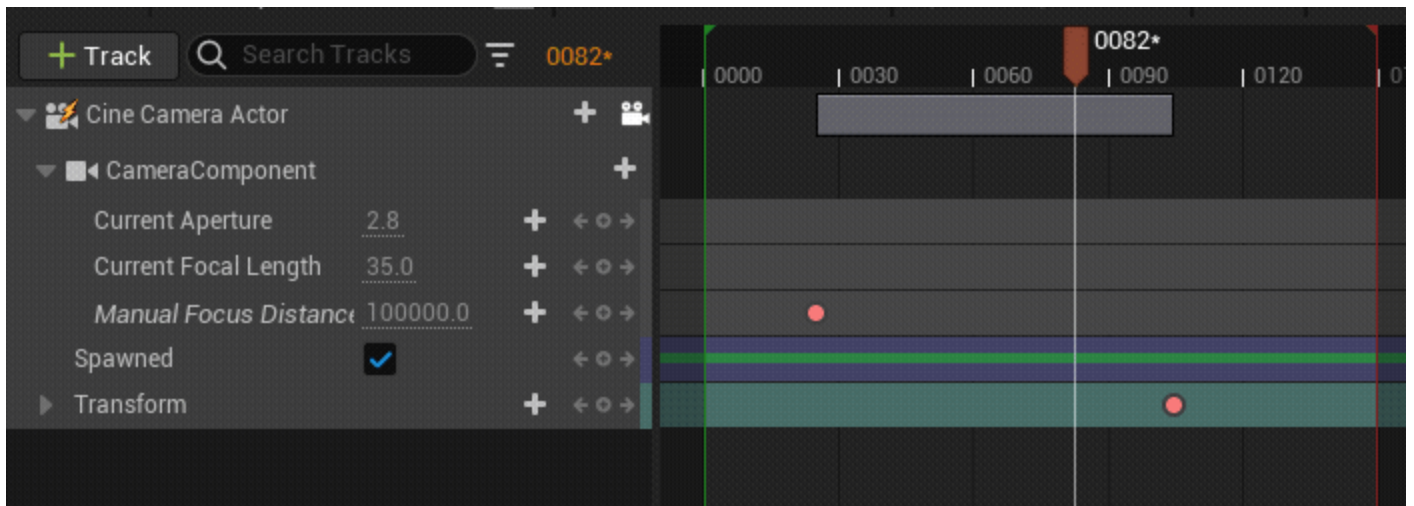 Track
Search Tracks
0082*
0082*
0000
0030
0060
0090
0120
Cine Camera Actor
CameraComponent
Current Aperture 2.8
Current Focal Length 35.0
Manual Focus Distance 100000.0
Spawned
Transform